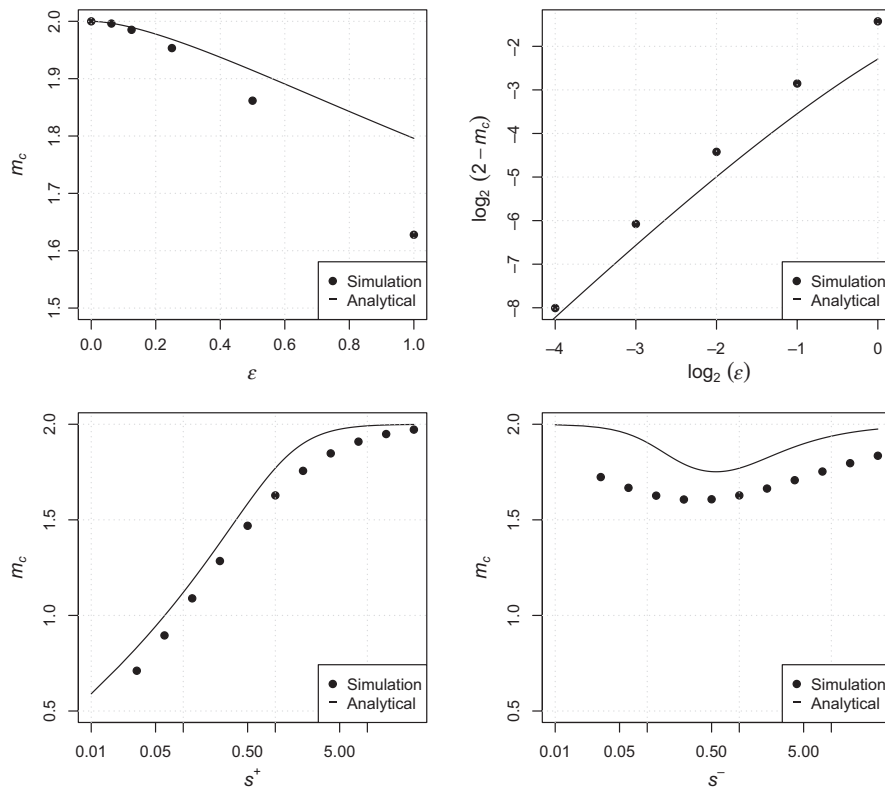 2.0
1.9
1.8
1.7
1.6
1.5
m_c
0.0 0.2 0.4 0.6 0.8 1.0
ε
Simulation
Analytical
−2
−3
−4
−5
−6
−7
−8
log₂ (2 − m_c)
−4 −3 −2 −1 0
log₂ (ε)
Simulation
Analytical
2.0
1.5
1.0
0.5
m_c
0.01 0.05 0.50 5.00
s⁺
Simulation
Analytical
2.0
1.5
1.0
0.5
m_c
0.01 0.05 0.50 5.00
s⁻
Simulation
Analytical